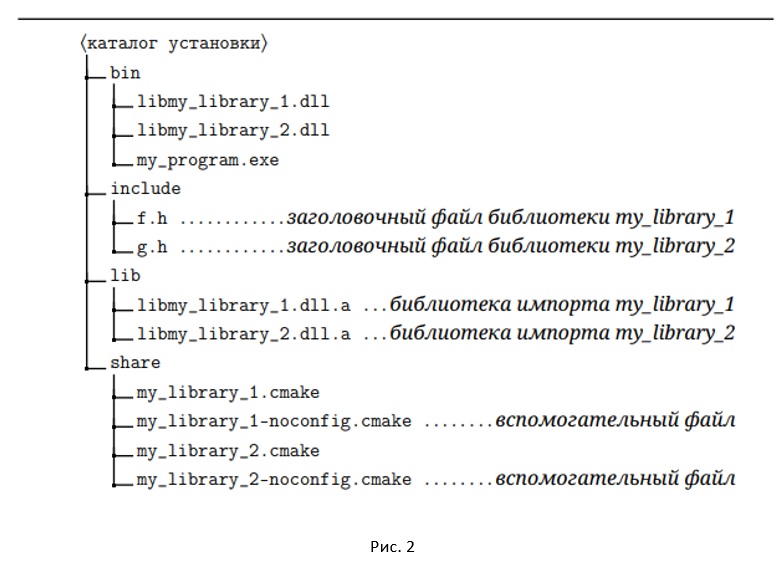 ⟨каталог установки⟩
bin
libmy_library_1.dll
libmy_library_2.dll
my_program.exe
include
f.h ............заголовочный файл библиотеки my_library_1
g.h ............заголовочный файл библиотеки my_library_2
lib
libmy_library_1.dll.a ...библиотека импорта my_library_1
libmy_library_2.dll.a ...библиотека импорта my_library_2
share
my_library_1.cmake
my_library_1-noconfig.cmake ........вспомогательный файл
my_library_2.cmake
my_library_2-noconfig.cmake ........вспомогательный файл
Рис. 2